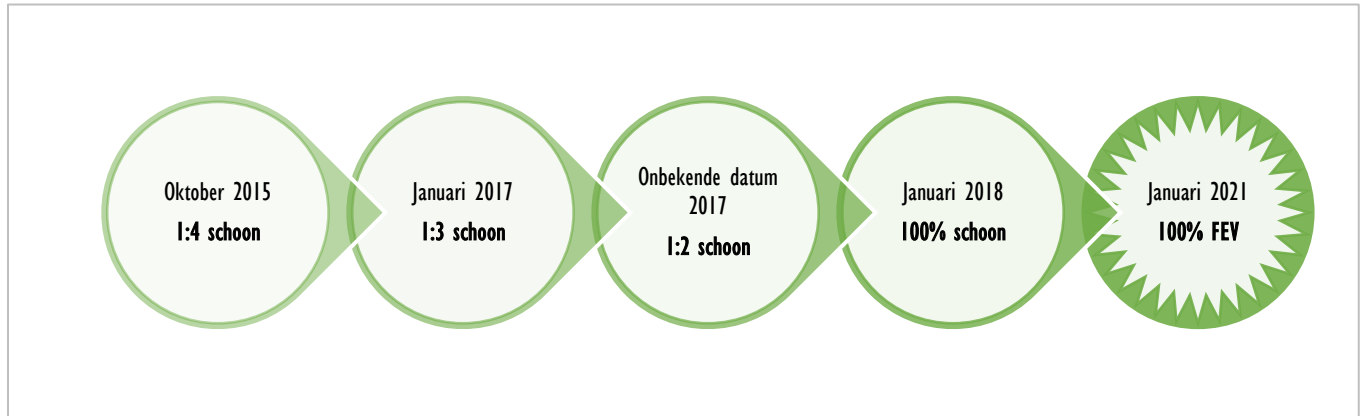 Oktober 2015
1:4 schoon
Januari 2017
1:3 schoon
Onbekende datum
2017
1:2 schoon
Januari 2018
100% schoon
Januari 2021
100% FEV